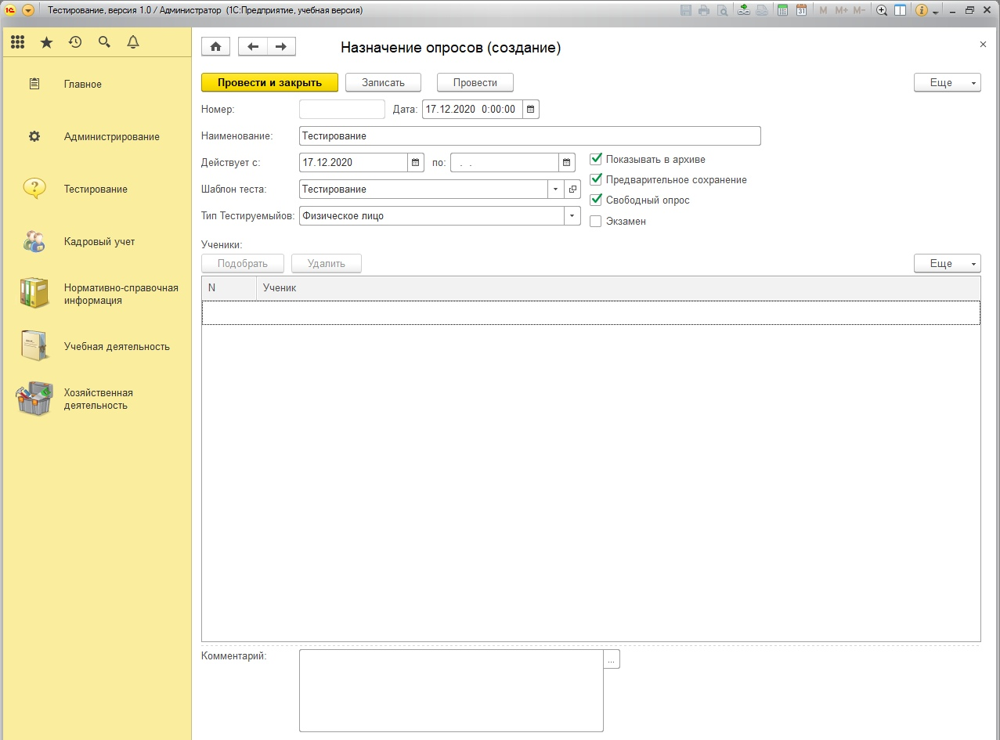 Тестирование, версия 1.0 / Администратор (1С:Предприятие, учебная версия)
M M+ M-
31
Главное
Администрирование
Тестирование
Кадровый учет
Нормативно-справочная
информация
Учебная деятельность
Хозяйственная
деятельность
Назначение опросов (создание)
Провести и закрыть
Записать
Провести
Еще
Номер:
Дата: 17.12.2020 0:00:00
Наименование: Тестирование
Действует с: 17.12.2020 по: . .
Шаблон теста: Тестирование
Тип Тестируемыйов: Физическое лицо
Показывать в архиве
Предварительное сохранение
Свободный опрос
Экзамен
Ученики:
Подобрать
Удалить
Еще
N Ученик
Комментарий:
...